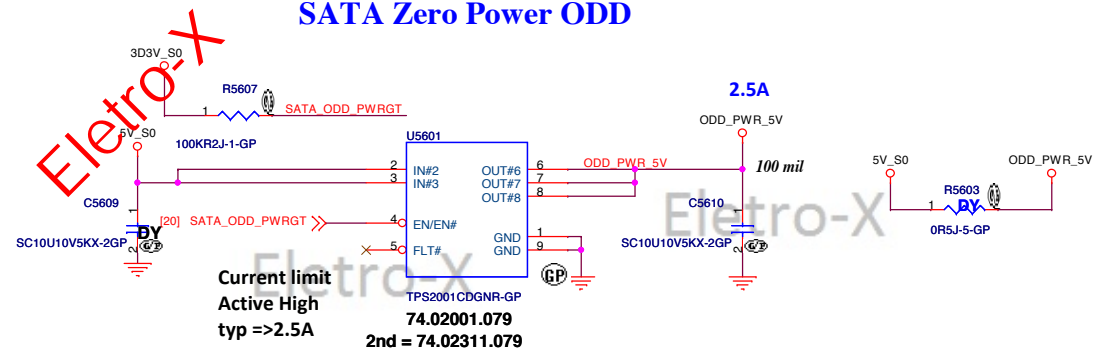 SATA Zero Power ODD
Eletro-X
3D3V_S0
R5607
1
SATA_ODD_PWRGT
100KR2J-1-GP
5V_S0
U5601
2 IN#2
3 IN#3
4 EN/EN#
5 FLT#
OUT#6 6
OUT#7 7
OUT#8 8
GND 1
GND 9
ODD_PWR_5V
2.5A
ODD_PWR_5V
100 mil
C5609
1
2
DY
SC10U10V5KX-2GP
[20] SATA_ODD_PWRGT
C5610
1
2
SC10U10V5KX-2GP
GP
TPS2001CDGNR-GP
74.02001.079
2nd = 74.02311.079
Current limit
Active High
typ =>2.5A
Eletro-X
Eletro-X
5V_S0
ODD_PWR_5V
R5603
1
DY
0R5J-5-GP